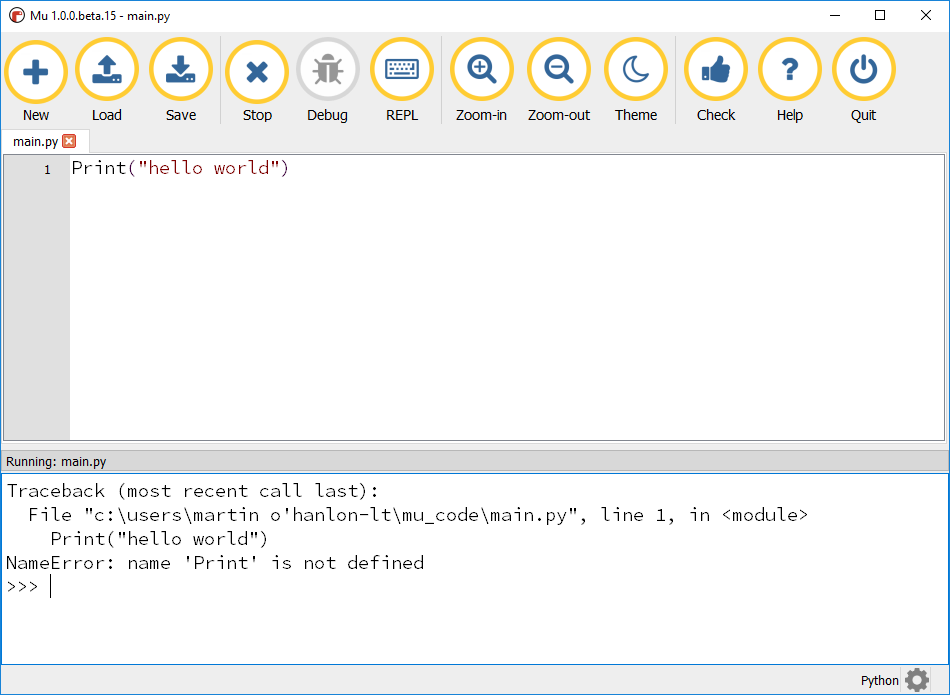 Mu 1.0.0.beta.15 - main.py
New Load Save Stop Debug REPL Zoom-in Zoom-out Theme Check Help Quit
main.py
1 Print("hello world")
Running: main.py
Traceback (most recent call last):
  File "c:\users\martin o'hanlon-lt\mu_code\main.py", line 1, in <module>
    Print("hello world")
NameError: name 'Print' is not defined
>>>
Python